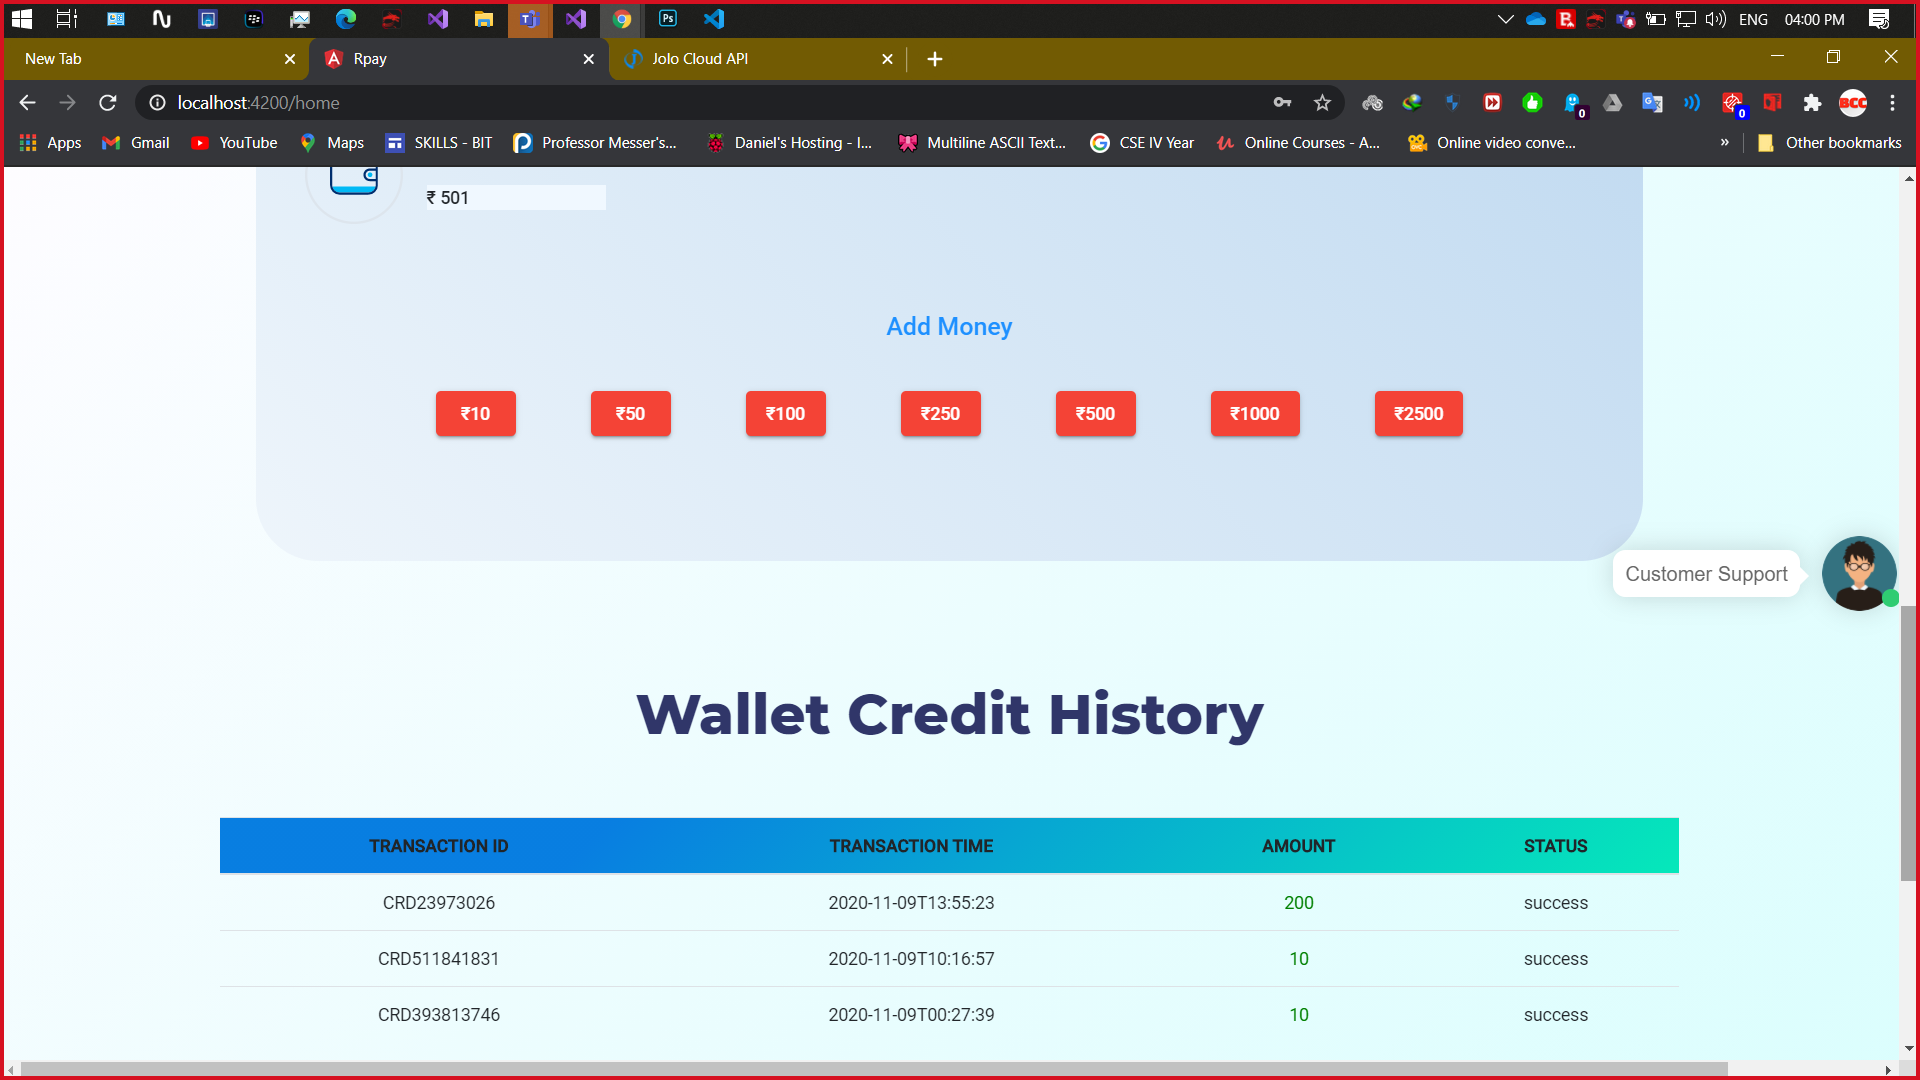 ENG 04:00 PM
New Tab
Rpay
Jolo Cloud API
localhost:4200/home
Apps Gmail YouTube Maps SKILLS - BIT Professor Messer's... Daniel's Hosting - I... Multiline ASCII Text... CSE IV Year Online Courses - A... Online video conve... » Other bookmarks
₹ 501
Add Money
₹10 ₹50 ₹100 ₹250 ₹500 ₹1000 ₹2500
Customer Support
Wallet Credit History
TRANSACTION ID TRANSACTION TIME AMOUNT STATUS
CRD23973026 2020-11-09T13:55:23 200 success
CRD511841831 2020-11-09T10:16:57 10 success
CRD393813746 2020-11-09T00:27:39 10 success